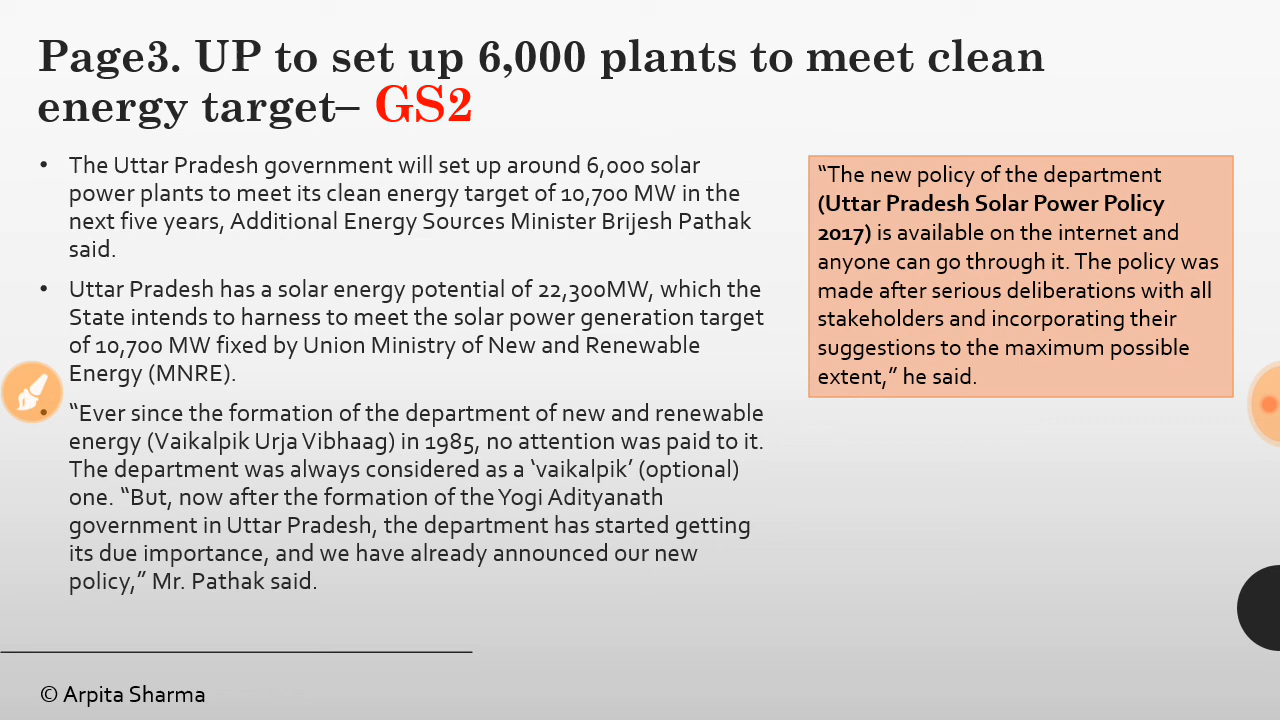 Page3. UP to set up 6,000 plants to meet clean
energy target– GS2
• The Uttar Pradesh government will set up around 6,000 solar
power plants to meet its clean energy target of 10,700 MW in the
next five years, Additional Energy Sources Minister Brijesh Pathak
said.
• Uttar Pradesh has a solar energy potential of 22,300MW, which the
State intends to harness to meet the solar power generation target
of 10,700 MW fixed by Union Ministry of New and Renewable
Energy (MNRE).
• “Ever since the formation of the department of new and renewable
energy (Vaikalpik Urja Vibhaag) in 1985, no attention was paid to it.
The department was always considered as a ‘vaikalpik’ (optional)
one. “But, now after the formation of the Yogi Adityanath
government in Uttar Pradesh, the department has started getting
its due importance, and we have already announced our new
policy,” Mr. Pathak said.
“The new policy of the department
(Uttar Pradesh Solar Power Policy
2017) is available on the internet and
anyone can go through it. The policy was
made after serious deliberations with all
stakeholders and incorporating their
suggestions to the maximum possible
extent,” he said.
© Arpita Sharma